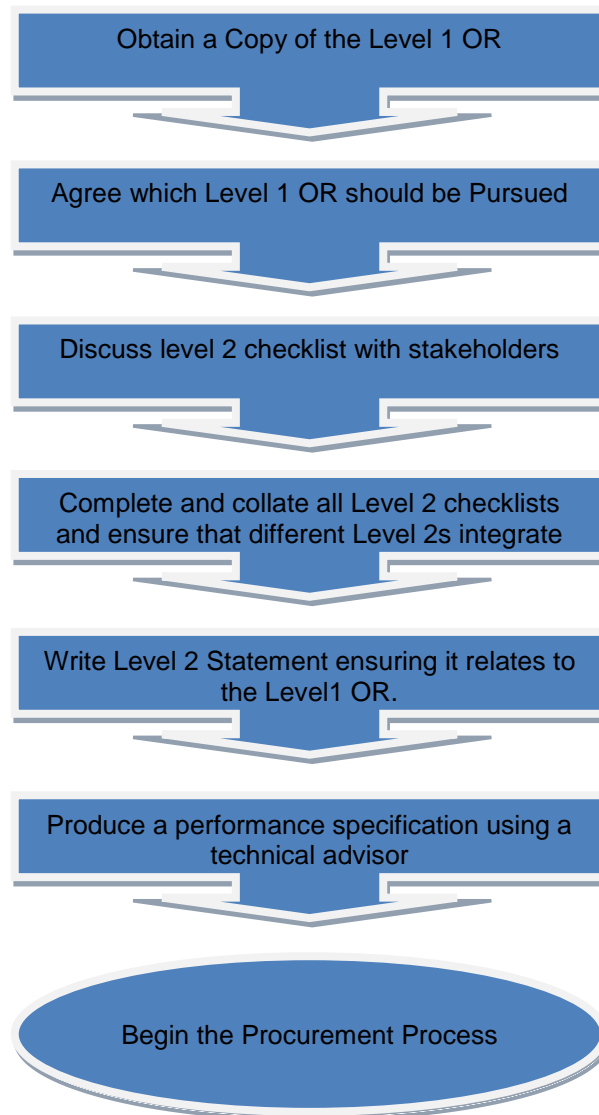 Obtain a Copy of the Level 1 OR
Agree which Level 1 OR should be Pursued
Discuss level 2 checklist with stakeholders
Complete and collate all Level 2 checklists
and ensure that different Level 2s integrate
Write Level 2 Statement ensuring it relates to
the Level1 OR.
Produce a performance specification using a
technical advisor
Begin the Procurement Process